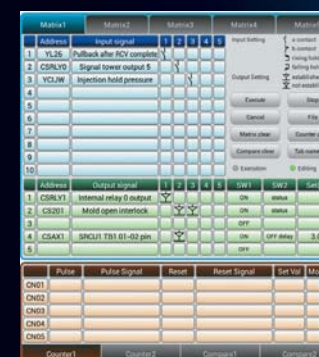 Matrix1 Matrix2 Matrix3 Matrix4
Address Input signal 1 2 3 4 5 Input Setting
1 YL26 Pullback after RCV complete
2 CSRLY0 Signal tower output 5
3 YCIJW Injection hold pressure Output Setting
4
5 Execute
6 Cancel File
7
8 Matrix clear
9 Compare clear
10 Execution Editing
Address Output signal 1 2 3 4 5 SW1 SW2
1 CSRLY1 Internal relay 0 output ON status
2 CS201 Mold open interlock ON status
3 OFF
4 CSAX1 SRCIJ1 TB1 01-02 pin ON OFF delay
5 OFF
Pulse Pulse Signal Reset Reset Signal Set Val
CN01
CN02
CN03
CN04
CN05
Counter1 Counter2 Compare1